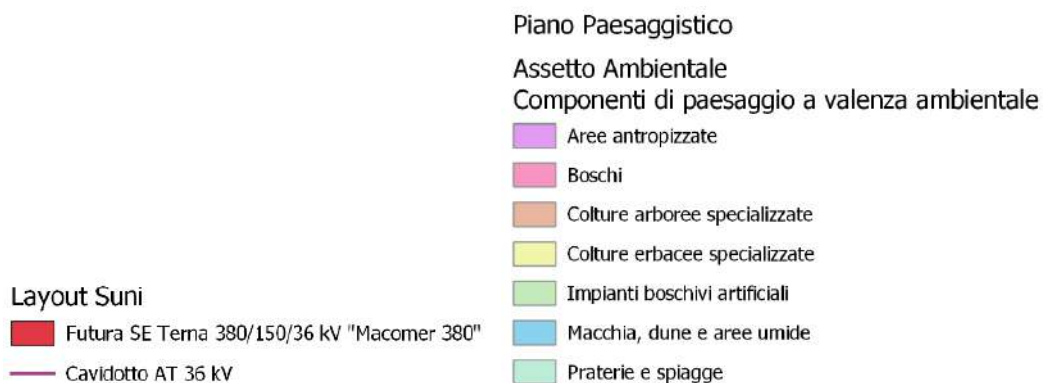 Piano Paesaggistico
Assetto Ambientale
Componenti di paesaggio a valenza ambientale
Aree antropizzate
Boschi
Colture arboree specializzate
Colture erbacee specializzate
Impianti boschivi artificiali
Macchia, dune e aree umide
Praterie e spiagge
Layout Suni
Futura SE Terna 380/150/36 kV "Macomer 380"
Cavidotto AT 36 kV